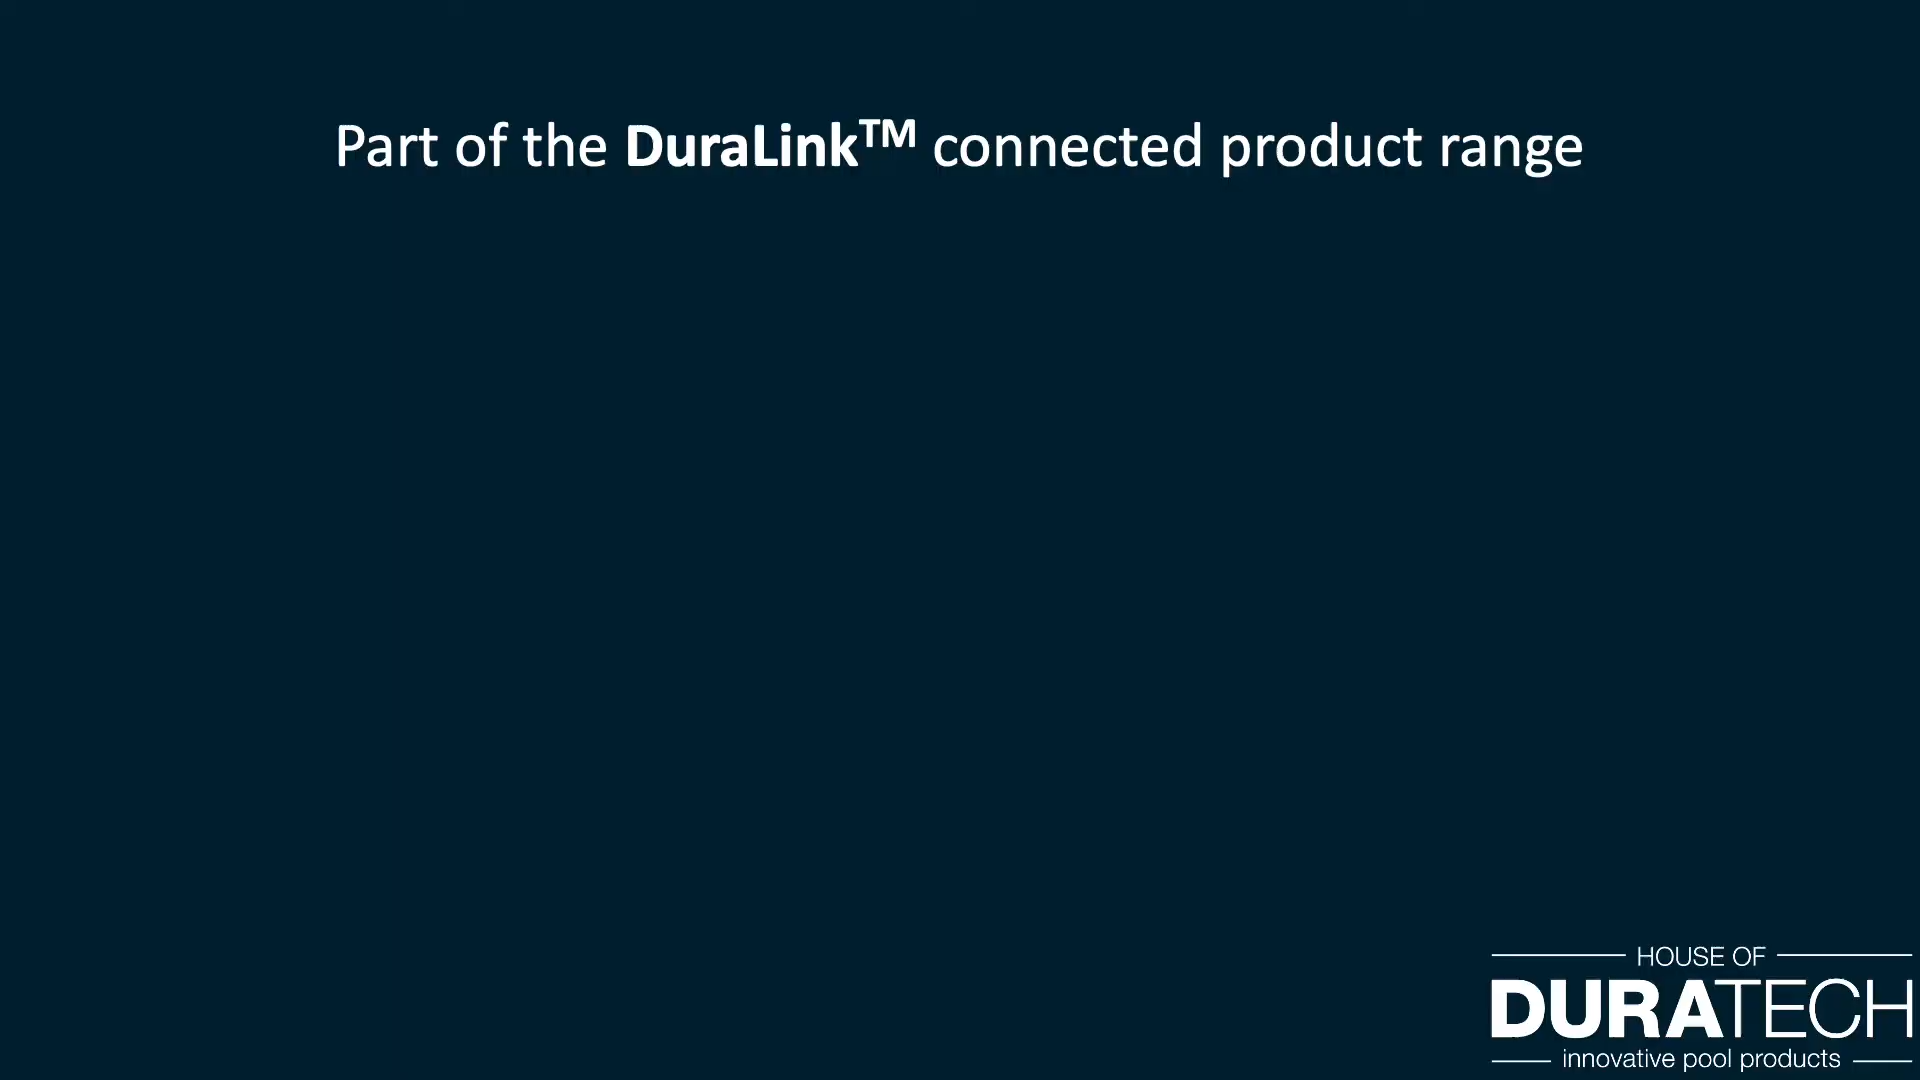 Part of the DuraLink™ connected product range
HOUSE OF
DURATECH
innovative pool products